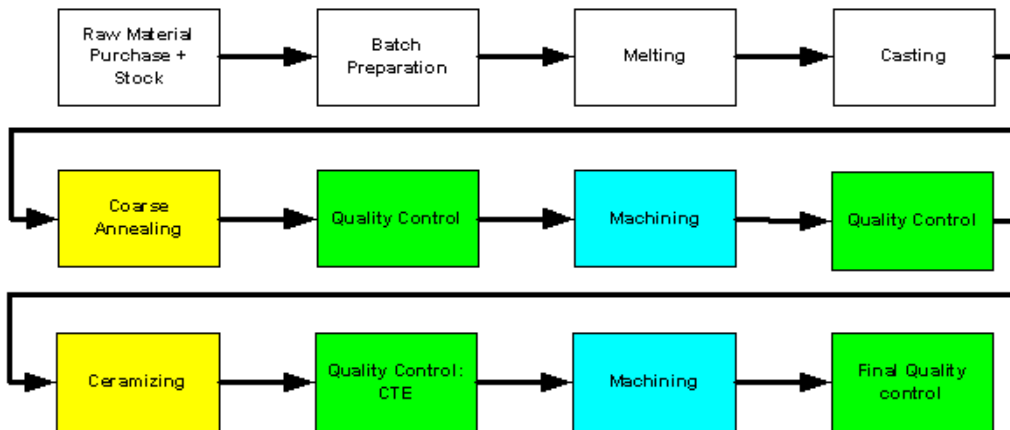 Raw Material
Purchase +
Stock
Batch
Preparation
Melting
Casting
Coarse
Annealing
Quality Control
Machining
Quality Control
Ceramizing
Quality Control:
CTE
Machining
Final Quality
control